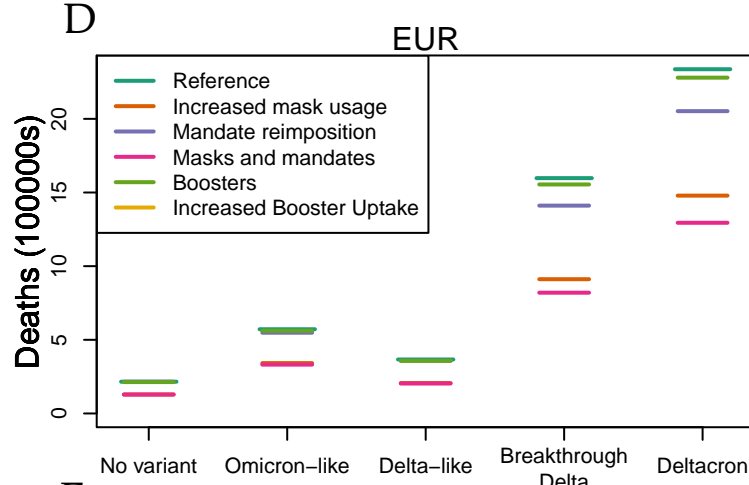 D
EUR
Reference
Increased mask usage
Mandate reimposition
Masks and mandates
Boosters
Increased Booster Uptake
Deaths (100000s)
20
15
10
5
0
No variant
Omicron−like
Delta−like
Breakthrough
Delta
Deltacron